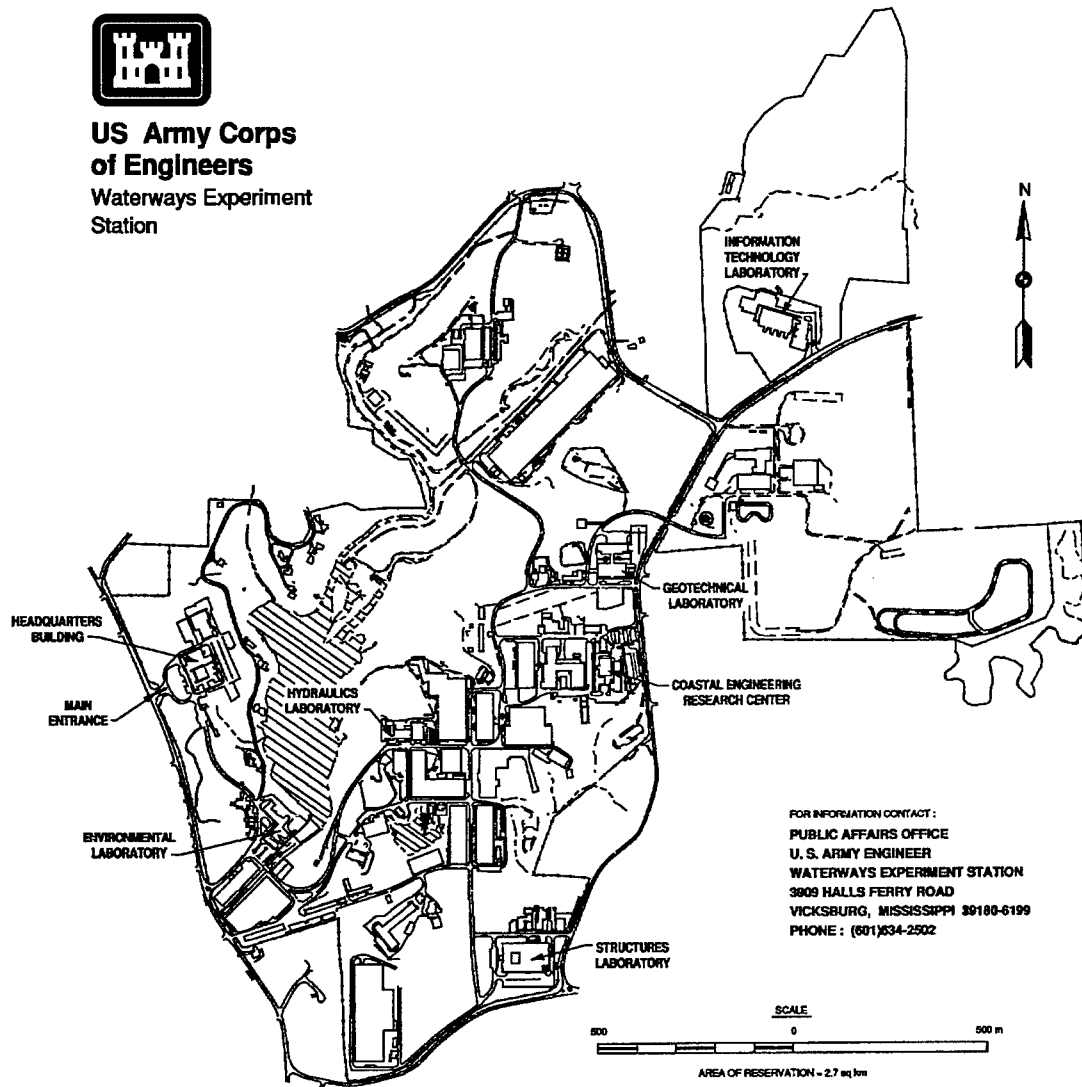 US Army Corps
of Engineers
Waterways Experiment
Station
N
INFORMATION
TECHNOLOGY
LABORATORY
GEOTECHNICAL
LABORATORY
HEADQUARTERS
BUILDING
MAIN
ENTRANCE
HYDRAULICS
LABORATORY
COASTAL ENGINEERING
RESEARCH CENTER
ENVIRONMENTAL
LABORATORY
STRUCTURES
LABORATORY
FOR INFORMATION CONTACT :
PUBLIC AFFAIRS OFFICE
U. S. ARMY ENGINEER
WATERWAYS EXPERIMENT STATION
3909 HALLS FERRY ROAD
VICKSBURG, MISSISSIPPI 39180-6199
PHONE : (601)634-2502
SCALE
500 0 500 m
AREA OF RESERVATION = 2.7 sq km